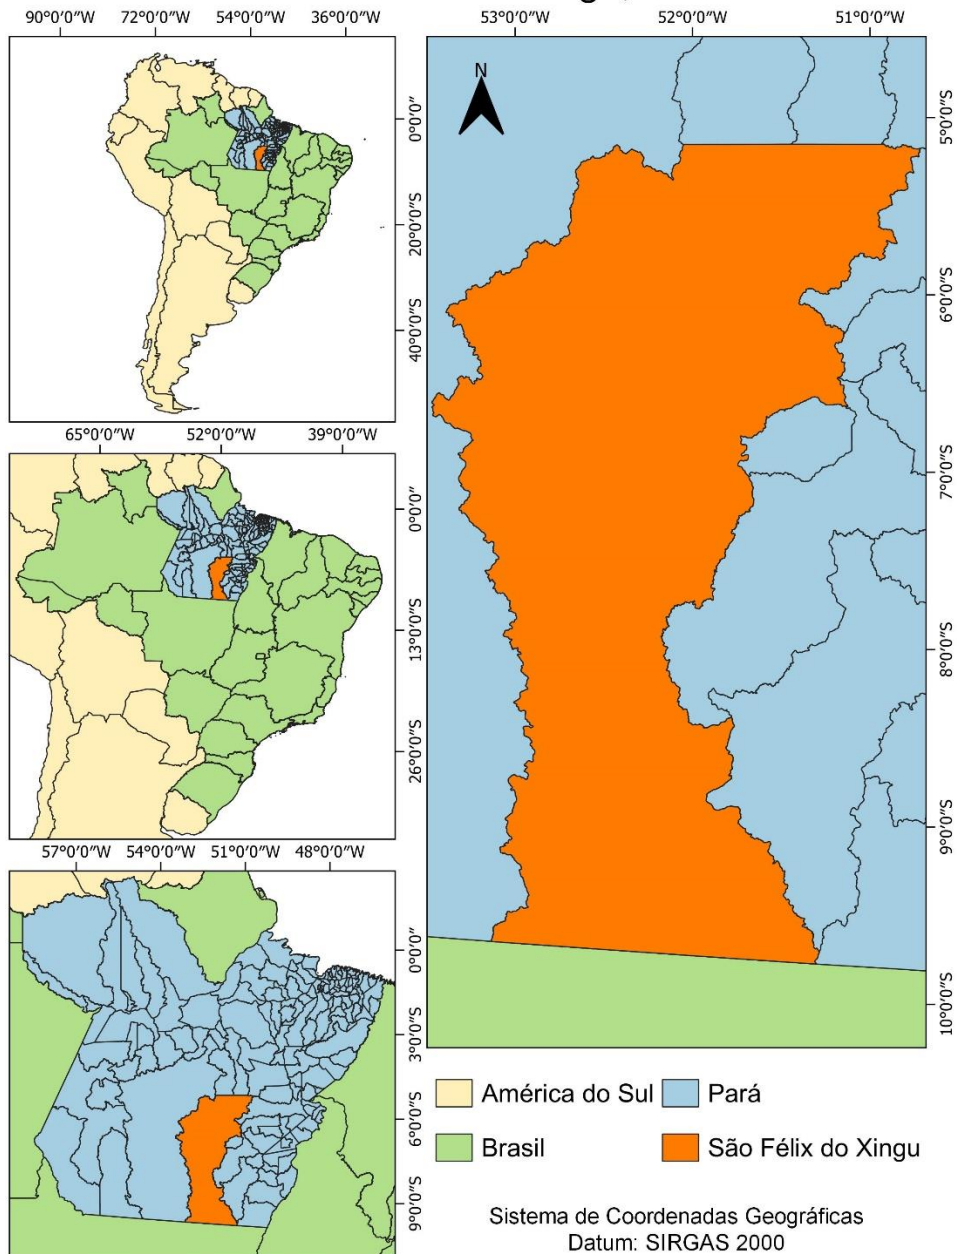 90°0'0"W 72°0'0"W 54°0'0"W 36°0'0"W
53°0'0"W 52°0'0"W 51°0'0"W
N
0°0'0"
20°0'0"S
40°0'0"S
5°0'0"S
6°0'0"S
7°0'0"S
8°0'0"S
9°0'0"S
10°0'0"S
65°0'0"W 52°0'0"W 39°0'0"W
0°0'0"
13°0'0"S
26°0'0"S
57°0'0"W 54°0'0"W 51°0'0"W 48°0'0"W
0°0'0"
3°0'0"S
6°0'0"S
9°0'0"S
América do Sul
Pará
Brasil
São Félix do Xingu
Sistema de Coordenadas Geográficas
Datum: SIRGAS 2000